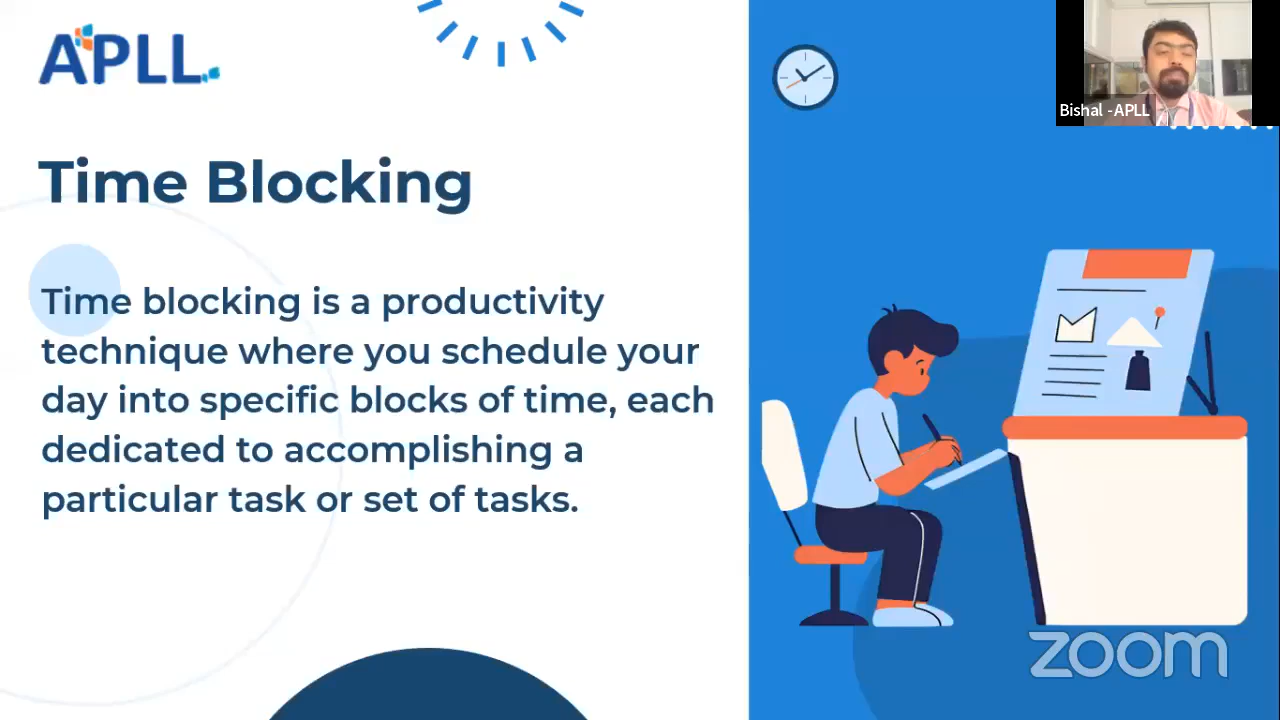 APLL
Bishal -APLL
Time Blocking
Time blocking is a productivity
technique where you schedule your
day into specific blocks of time, each
dedicated to accomplishing a
particular task or set of tasks.
zoom